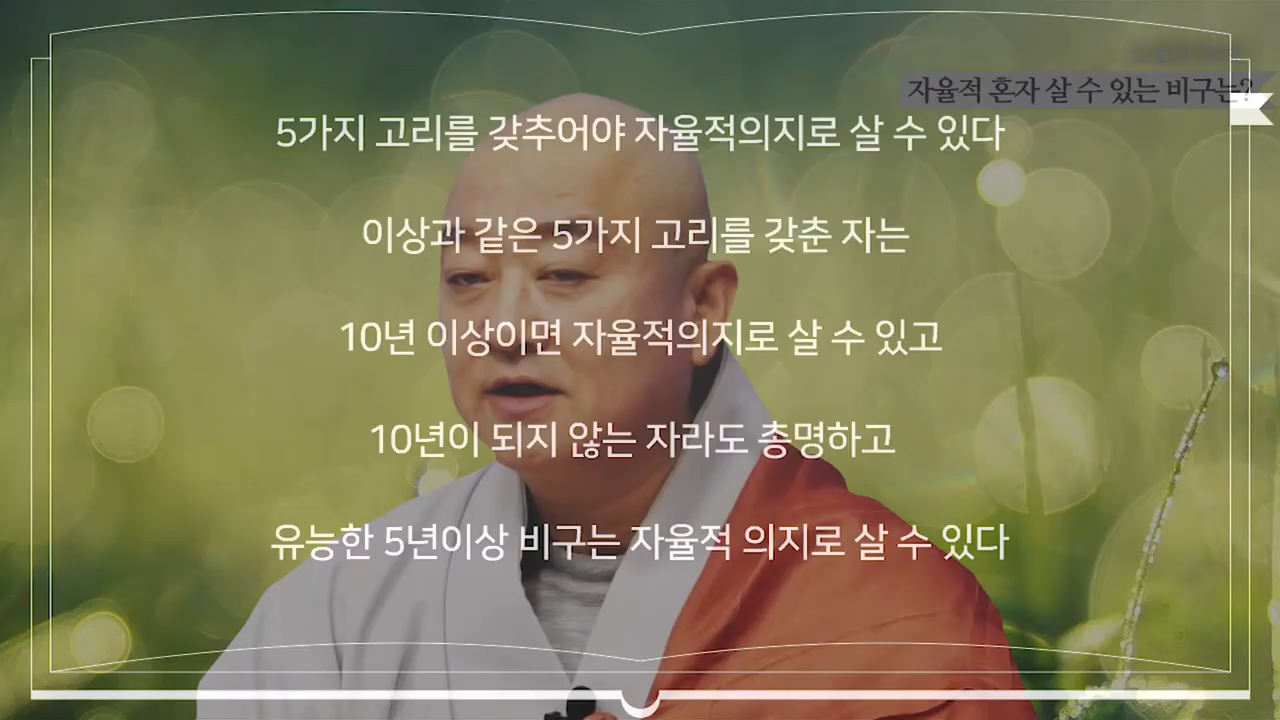 자율적 혼자 살 수 있는 비구는?
5가지 고리를 갖추어야 자율적의지로 살 수 있다
이상과 같은 5가지 고리를 갖춘 자는
10년 이상이면 자율적의지로 살 수 있고
10년이 되지 않는 자라도 총명하고
유능한 5년이상 비구는 자율적 의지로 살 수 있다